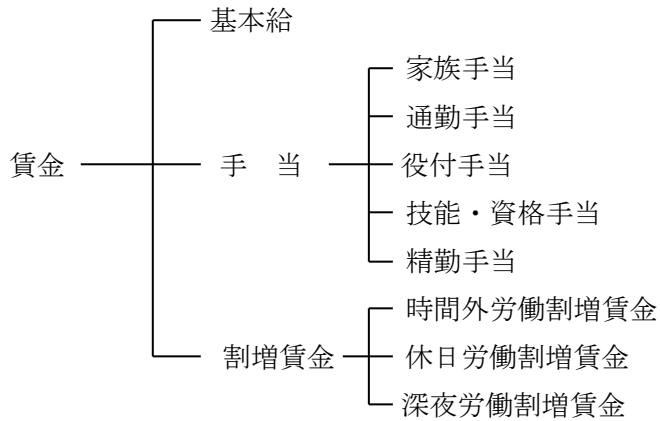 賃金
基本給
手　当
家族手当
通勤手当
役付手当
技能・資格手当
精勤手当
割増賃金
時間外労働割増賃金
休日労働割増賃金
深夜労働割増賃金